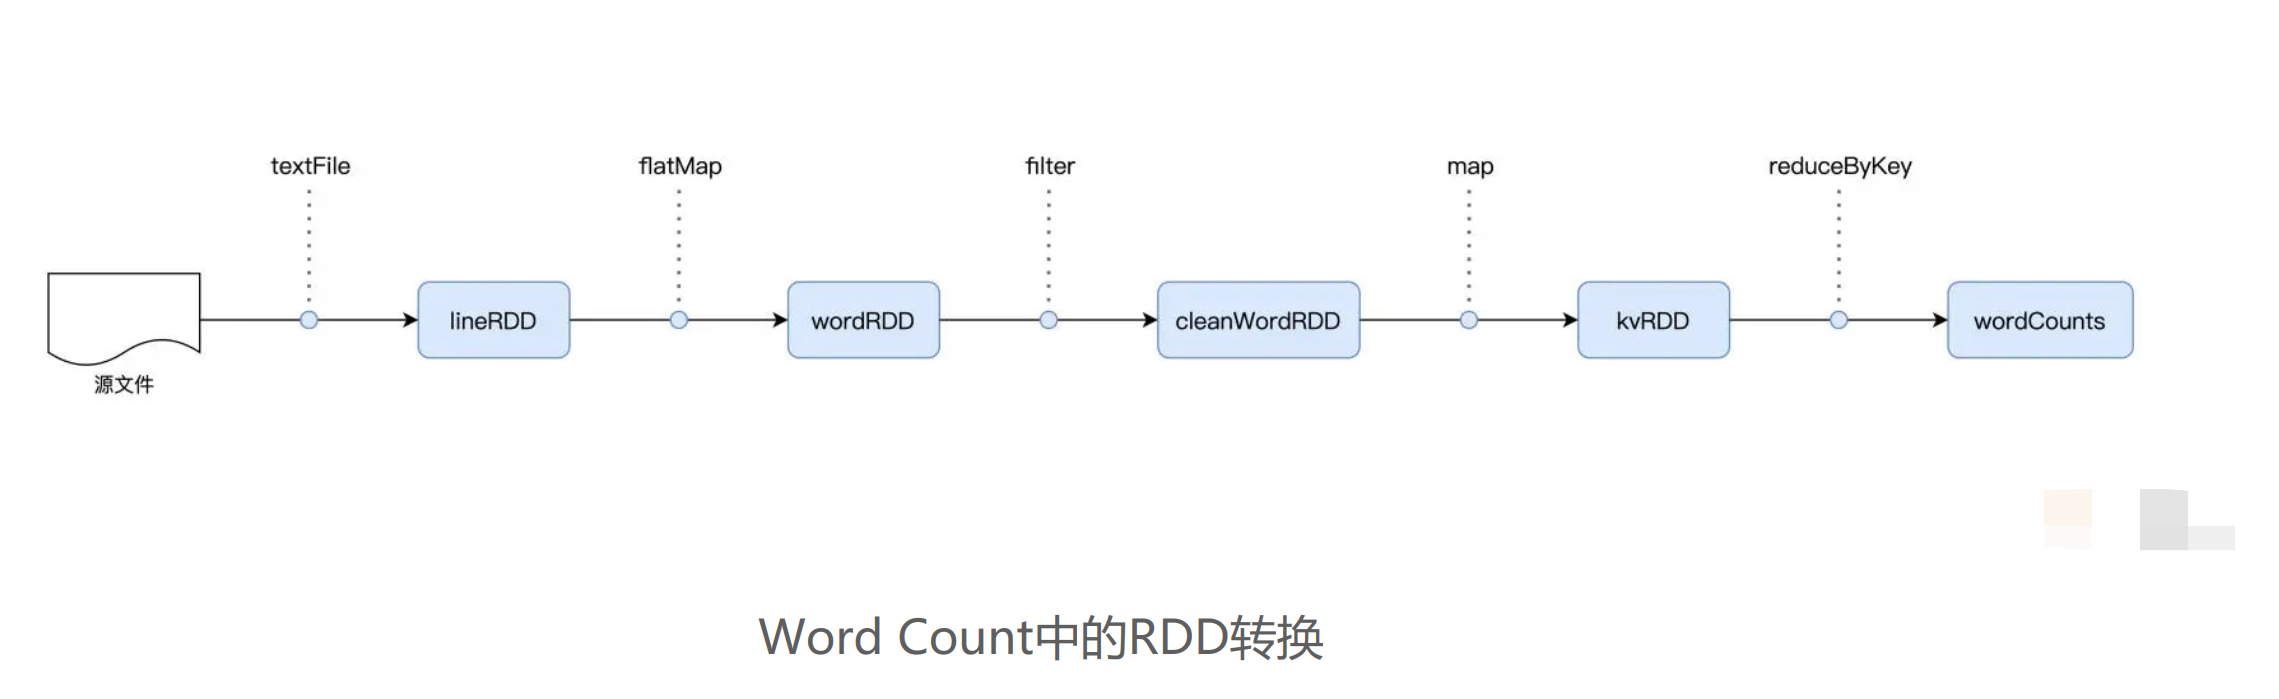 textFile
flatMap
filter
map
reduceByKey
lineRDD
wordRDD
cleanWordRDD
kvRDD
wordCounts
源文件
Word Count中的RDD转换